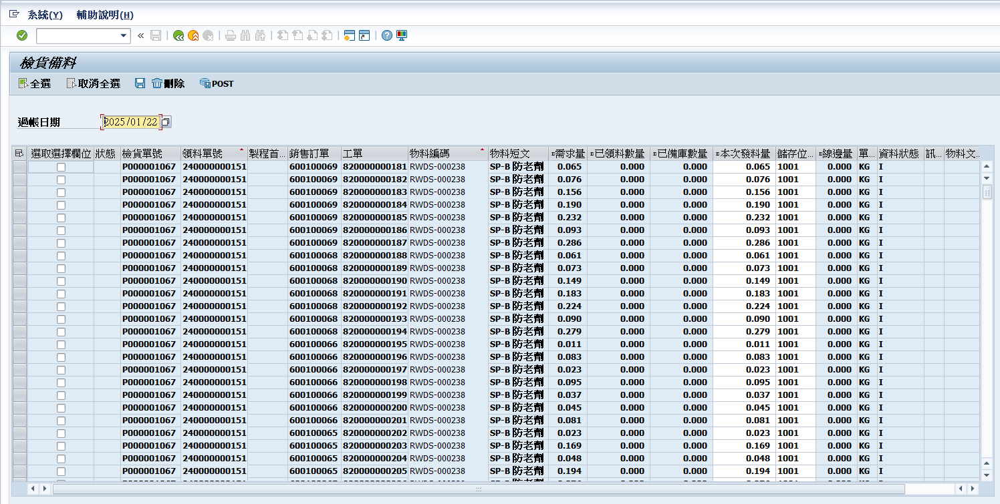 系統(Y) 輔助說明(H)
檢貨備料
全選 取消全選 刪除 POST
過帳日期 2025/01/22
選取選擇欄位 狀態 檢貨單號 領料單號 製程首... 銷售訂單 工單 物料編碼 物料短文 Σ需求量 Σ已領料數量 Σ已備庫數量 Σ本次發料量 儲存位... Σ線邊量 單... 資料狀態 訊... 物料文...
P000001067 240000000151 600100069 820000000181 RWDS-000238 SP-B 防老劑 0.065 0.000 0.000 0.065 1001 0.000 KG I
P000001067 240000000151 600100069 820000000182 RWDS-000238 SP-B 防老劑 0.076 0.000 0.000 0.076 1001 0.000 KG I
P000001067 240000000151 600100069 820000000183 RWDS-000238 SP-B 防老劑 0.156 0.000 0.000 0.156 1001 0.000 KG I
P000001067 240000000151 600100069 820000000184 RWDS-000238 SP-B 防老劑 0.190 0.000 0.000 0.190 1001 0.000 KG I
P000001067 240000000151 600100069 820000000185 RWDS-000238 SP-B 防老劑 0.232 0.000 0.000 0.232 1001 0.000 KG I
P000001067 240000000151 600100069 820000000186 RWDS-000238 SP-B 防老劑 0.093 0.000 0.000 0.093 1001 0.000 KG I
P000001067 240000000151 600100069 820000000187 RWDS-000238 SP-B 防老劑 0.286 0.000 0.000 0.286 1001 0.000 KG I
P000001067 240000000151 600100068 820000000188 RWDS-000238 SP-B 防老劑 0.061 0.000 0.000 0.061 1001 0.000 KG I
P000001067 240000000151 600100068 820000000189 RWDS-000238 SP-B 防老劑 0.073 0.000 0.000 0.073 1001 0.000 KG I
P000001067 240000000151 600100068 820000000190 RWDS-000238 SP-B 防老劑 0.149 0.000 0.000 0.149 1001 0.000 KG I
P000001067 240000000151 600100068 820000000191 RWDS-000238 SP-B 防老劑 0.183 0.000 0.000 0.183 1001 0.000 KG I
P000001067 240000000151 600100068 820000000192 RWDS-000238 SP-B 防老劑 0.224 0.000 0.000 0.224 1001 0.000 KG I
P000001067 240000000151 600100068 820000000193 RWDS-000238 SP-B 防老劑 0.090 0.000 0.000 0.090 1001 0.000 KG I
P000001067 240000000151 600100068 820000000194 RWDS-000238 SP-B 防老劑 0.279 0.000 0.000 0.279 1001 0.000 KG I
P000001067 240000000151 600100066 820000000195 RWDS-000238 SP-B 防老劑 0.011 0.000 0.000 0.011 1001 0.000 KG I
P000001067 240000000151 600100066 820000000196 RWDS-000238 SP-B 防老劑 0.083 0.000 0.000 0.083 1001 0.000 KG I
P000001067 240000000151 600100066 820000000197 RWDS-000238 SP-B 防老劑 0.023 0.000 0.000 0.023 1001 0.000 KG I
P000001067 240000000151 600100066 820000000198 RWDS-000238 SP-B 防老劑 0.095 0.000 0.000 0.095 1001 0.000 KG I
P000001067 240000000151 600100066 820000000199 RWDS-000238 SP-B 防老劑 0.037 0.000 0.000 0.037 1001 0.000 KG I
P000001067 240000000151 600100066 820000000200 RWDS-000238 SP-B 防老劑 0.045 0.000 0.000 0.045 1001 0.000 KG I
P000001067 240000000151 600100066 820000000201 RWDS-000238 SP-B 防老劑 0.081 0.000 0.000 0.081 1001 0.000 KG I
P000001067 240000000151 600100065 820000000202 RWDS-000238 SP-B 防老劑 0.023 0.000 0.000 0.023 1001 0.000 KG I
P000001067 240000000151 600100065 820000000203 RWDS-000238 SP-B 防老劑 0.169 0.000 0.000 0.169 1001 0.000 KG I
P000001067 240000000151 600100065 820000000204 RWDS-000238 SP-B 防老劑 0.048 0.000 0.000 0.048 1001 0.000 KG I
P000001067 240000000151 600100065 820000000205 RWDS-000238 SP-B 防老劑 0.194 0.000 0.000 0.194 1001 0.000 KG I